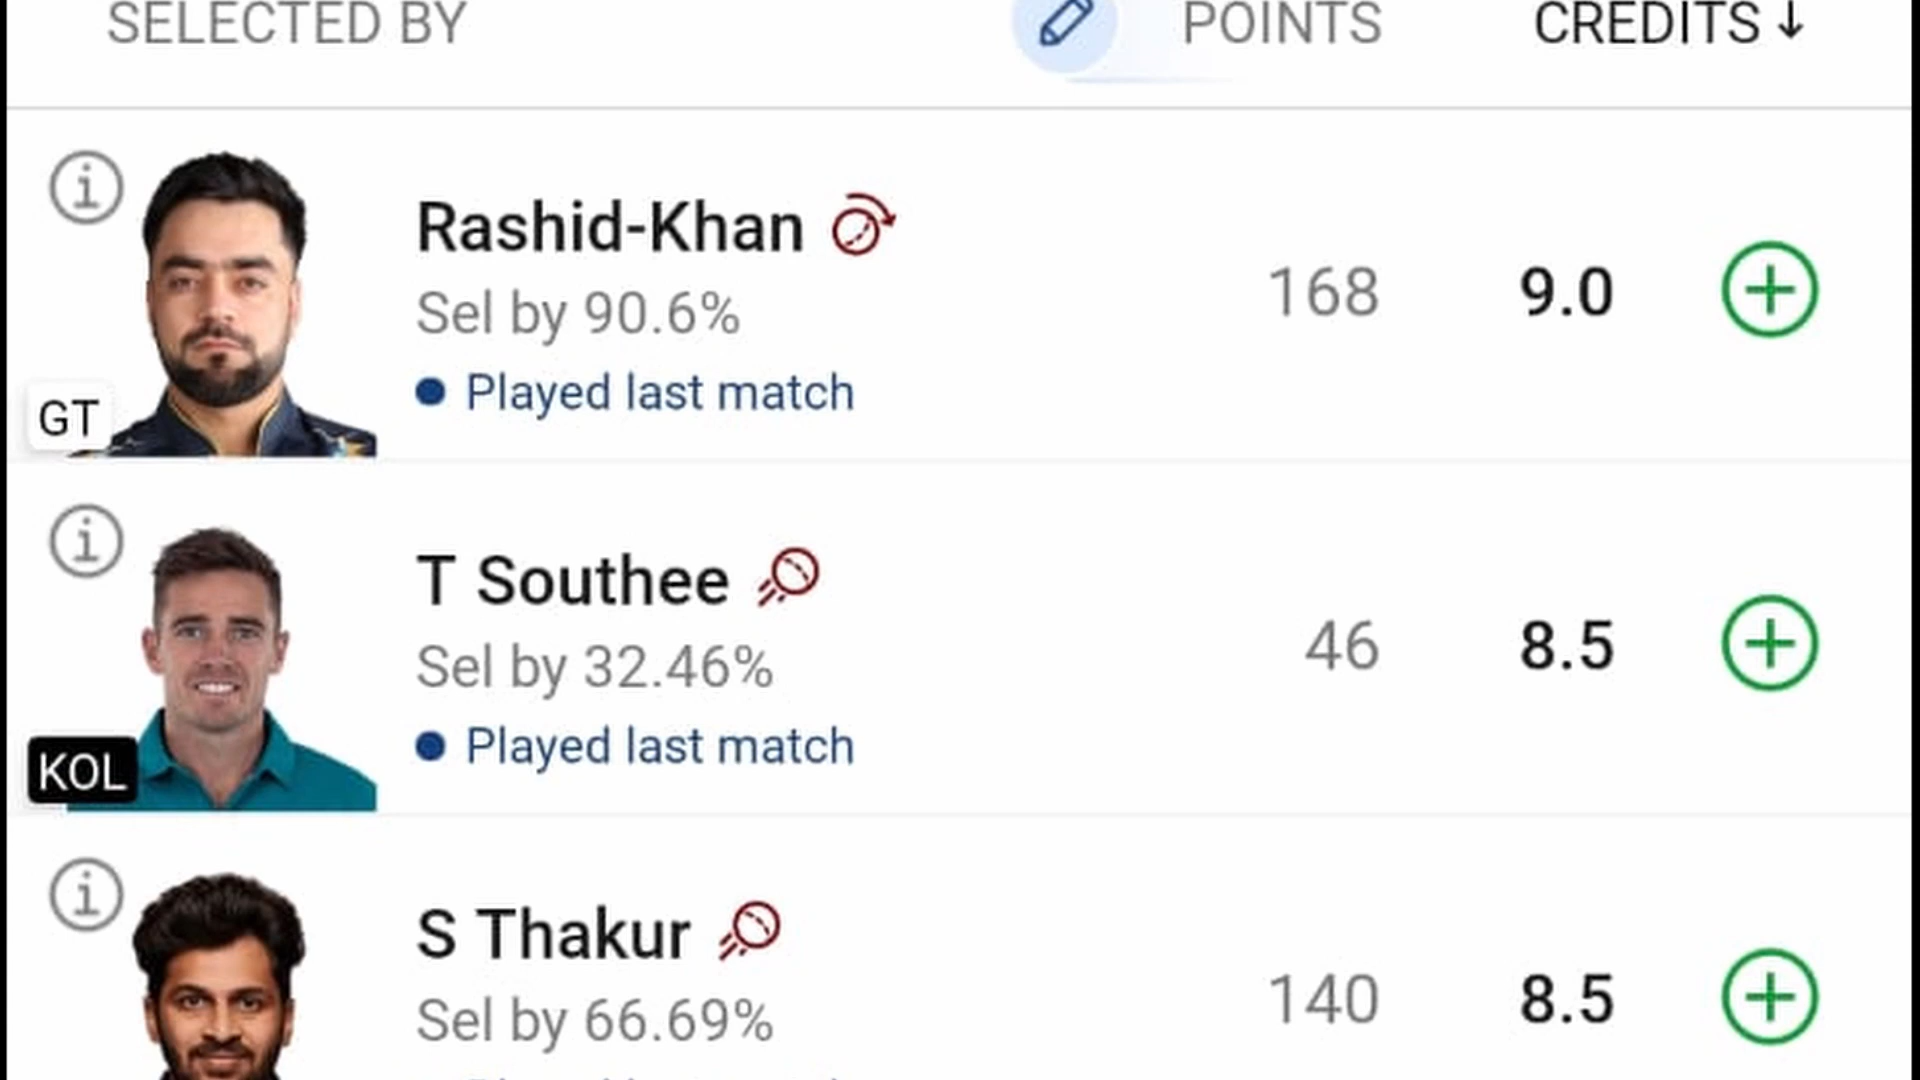 SELECTED BY POINTS CREDITS ↓
Rashid-Khan
Sel by 90.6%
168 9.0
Played last match
GT
T Southee
Sel by 32.46%
46 8.5
Played last match
KOL
S Thakur
Sel by 66.69%
140 8.5